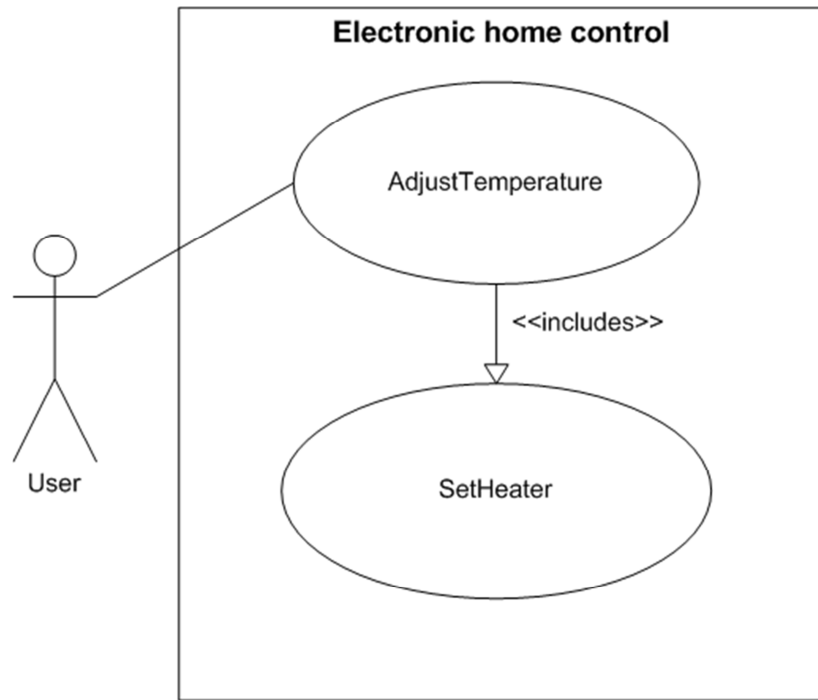 Electronic home control
AdjustTemperature
<<includes>>
SetHeater
User